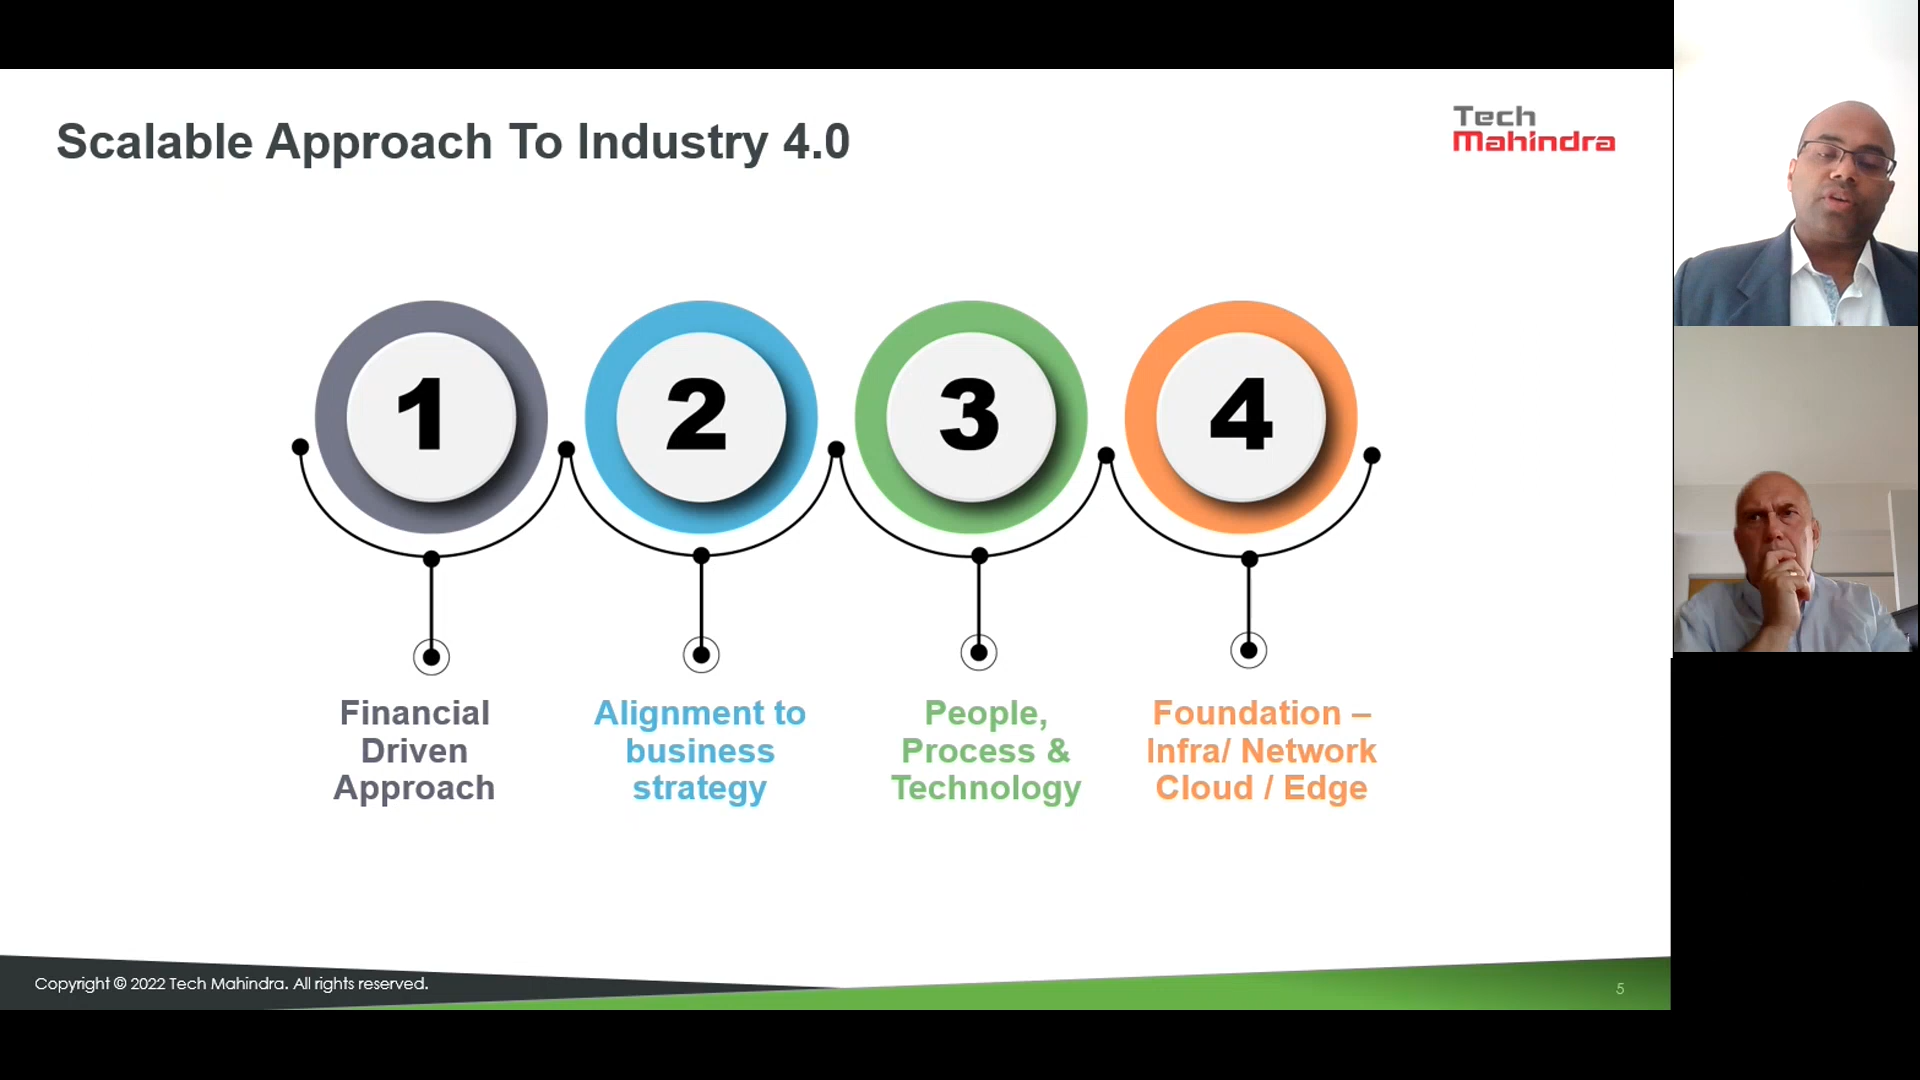 Scalable Approach To Industry 4.0
Tech
Mahindra
1
2
3
4
Financial
Driven
Approach
Alignment to
business
strategy
People,
Process &
Technology
Foundation –
Infra/ Network
Cloud / Edge
Copyright © 2022 Tech Mahindra. All rights reserved.
5